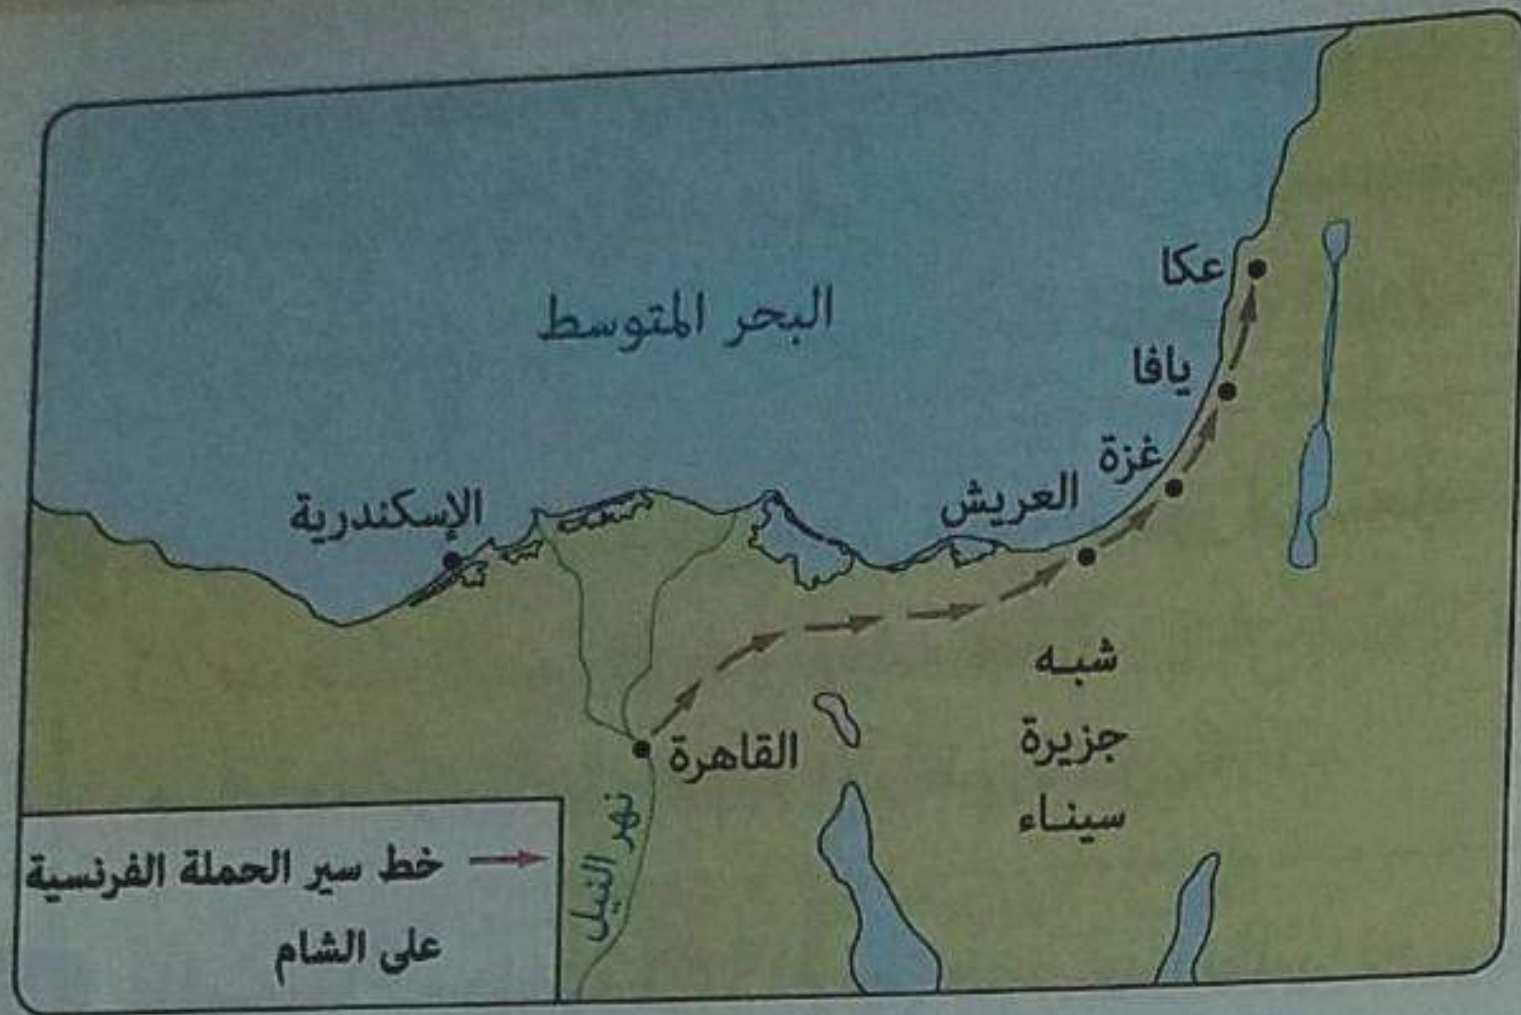 عكا
البحر المتوسط
يافا
غزة
العريش
الإسكندرية
شبه
جزيرة
سيناء
القاهرة
نهر النيل
خط سير الحملة الفرنسية
على الشام